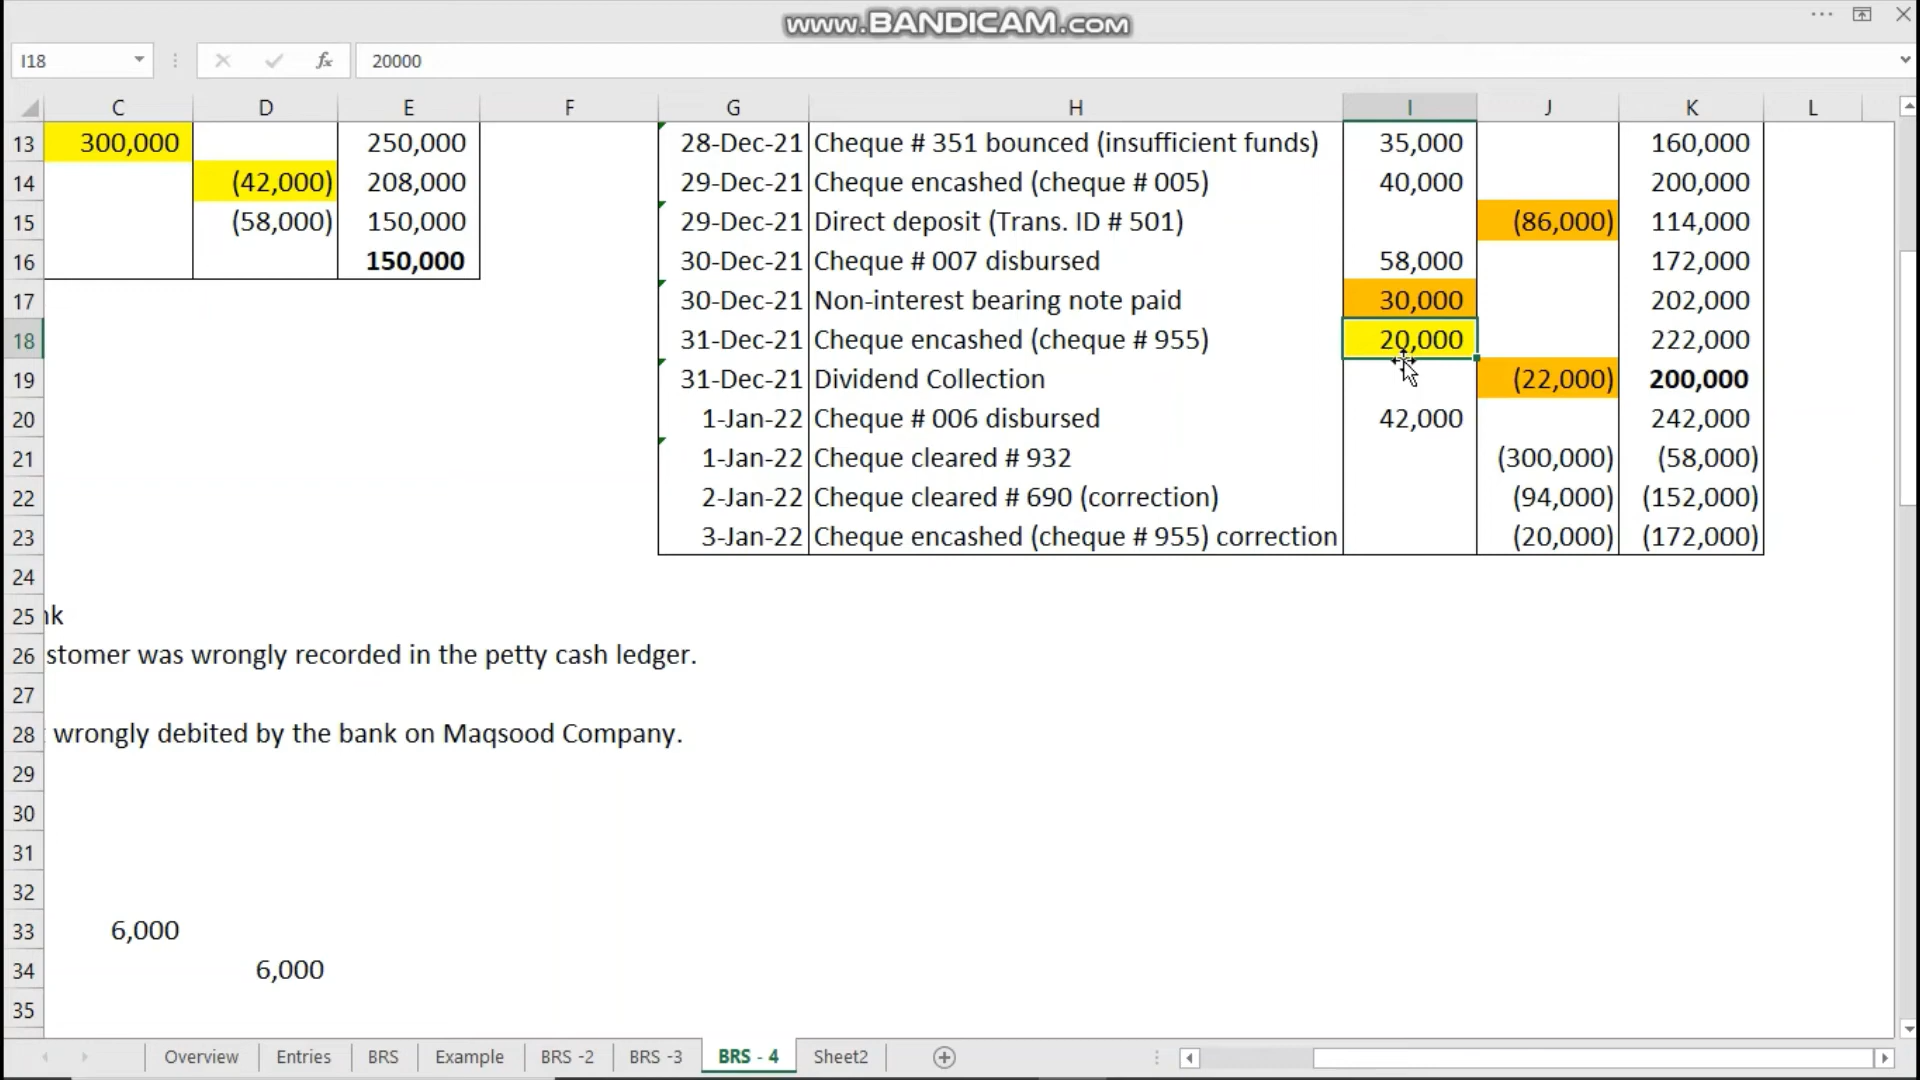 www.BANDICAM.com
I18 fx 20000
C D E F G H I J K L
13 300,000 250,000 28-Dec-21 Cheque # 351 bounced (insufficient funds) 35,000 160,000
14 (42,000) 208,000 29-Dec-21 Cheque encashed (cheque # 005) 40,000 200,000
15 (58,000) 150,000 29-Dec-21 Direct deposit (Trans. ID # 501) (86,000) 114,000
16 150,000 30-Dec-21 Cheque # 007 disbursed 58,000 172,000
17 30-Dec-21 Non-interest bearing note paid 30,000 202,000
18 31-Dec-21 Cheque encashed (cheque # 955) 20,000 222,000
19 31-Dec-21 Dividend Collection (22,000) 200,000
20 1-Jan-22 Cheque # 006 disbursed 42,000 242,000
21 1-Jan-22 Cheque cleared # 932 (300,000) (58,000)
22 2-Jan-22 Cheque cleared # 690 (correction) (94,000) (152,000)
23 3-Jan-22 Cheque encashed (cheque # 955) correction (20,000) (172,000)
24
25 nk
26 stomer was wrongly recorded in the petty cash ledger.
27
28 wrongly debited by the bank on Maqsood Company.
29
30
31
32
33 6,000
34 6,000
35
Overview Entries BRS Example BRS -2 BRS -3 BRS - 4 Sheet2